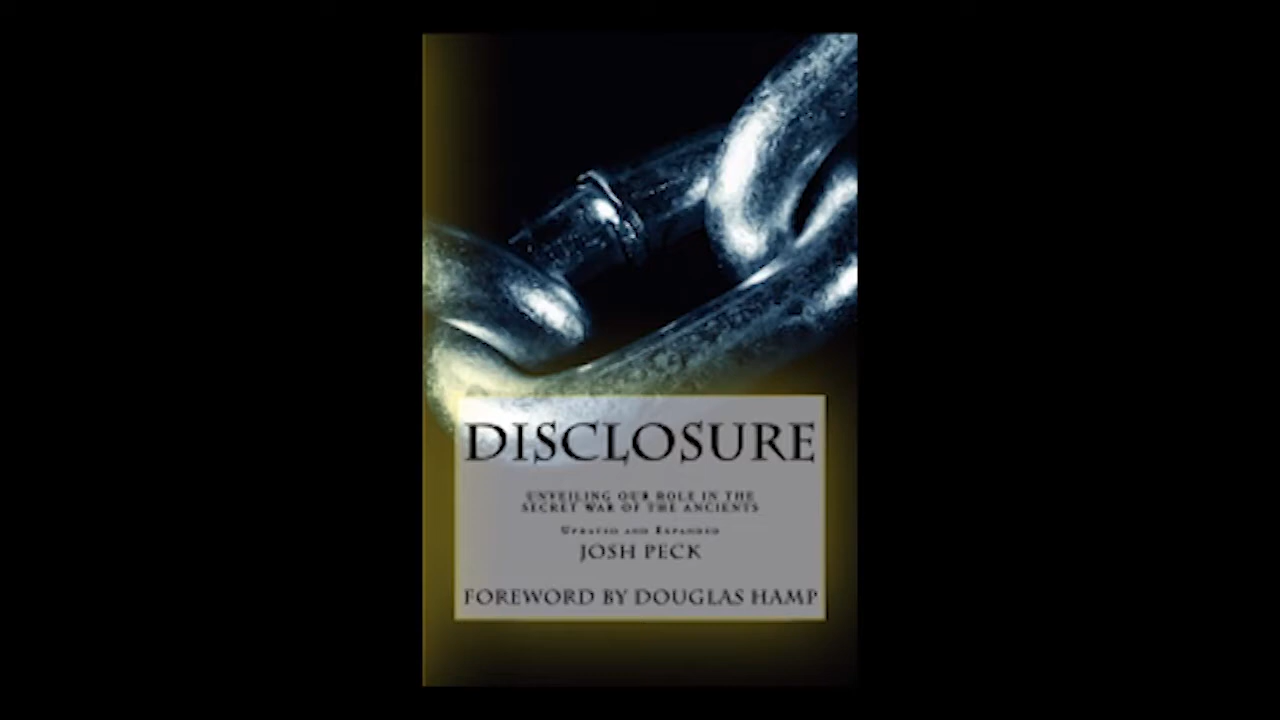 DISCLOSURE
UNVEILING OUR ROLE IN THE
SECRET WAR OF THE ANCIENTS
UPDATED AND EXPANDED
JOSH PECK
FOREWORD BY DOUGLAS HAMP